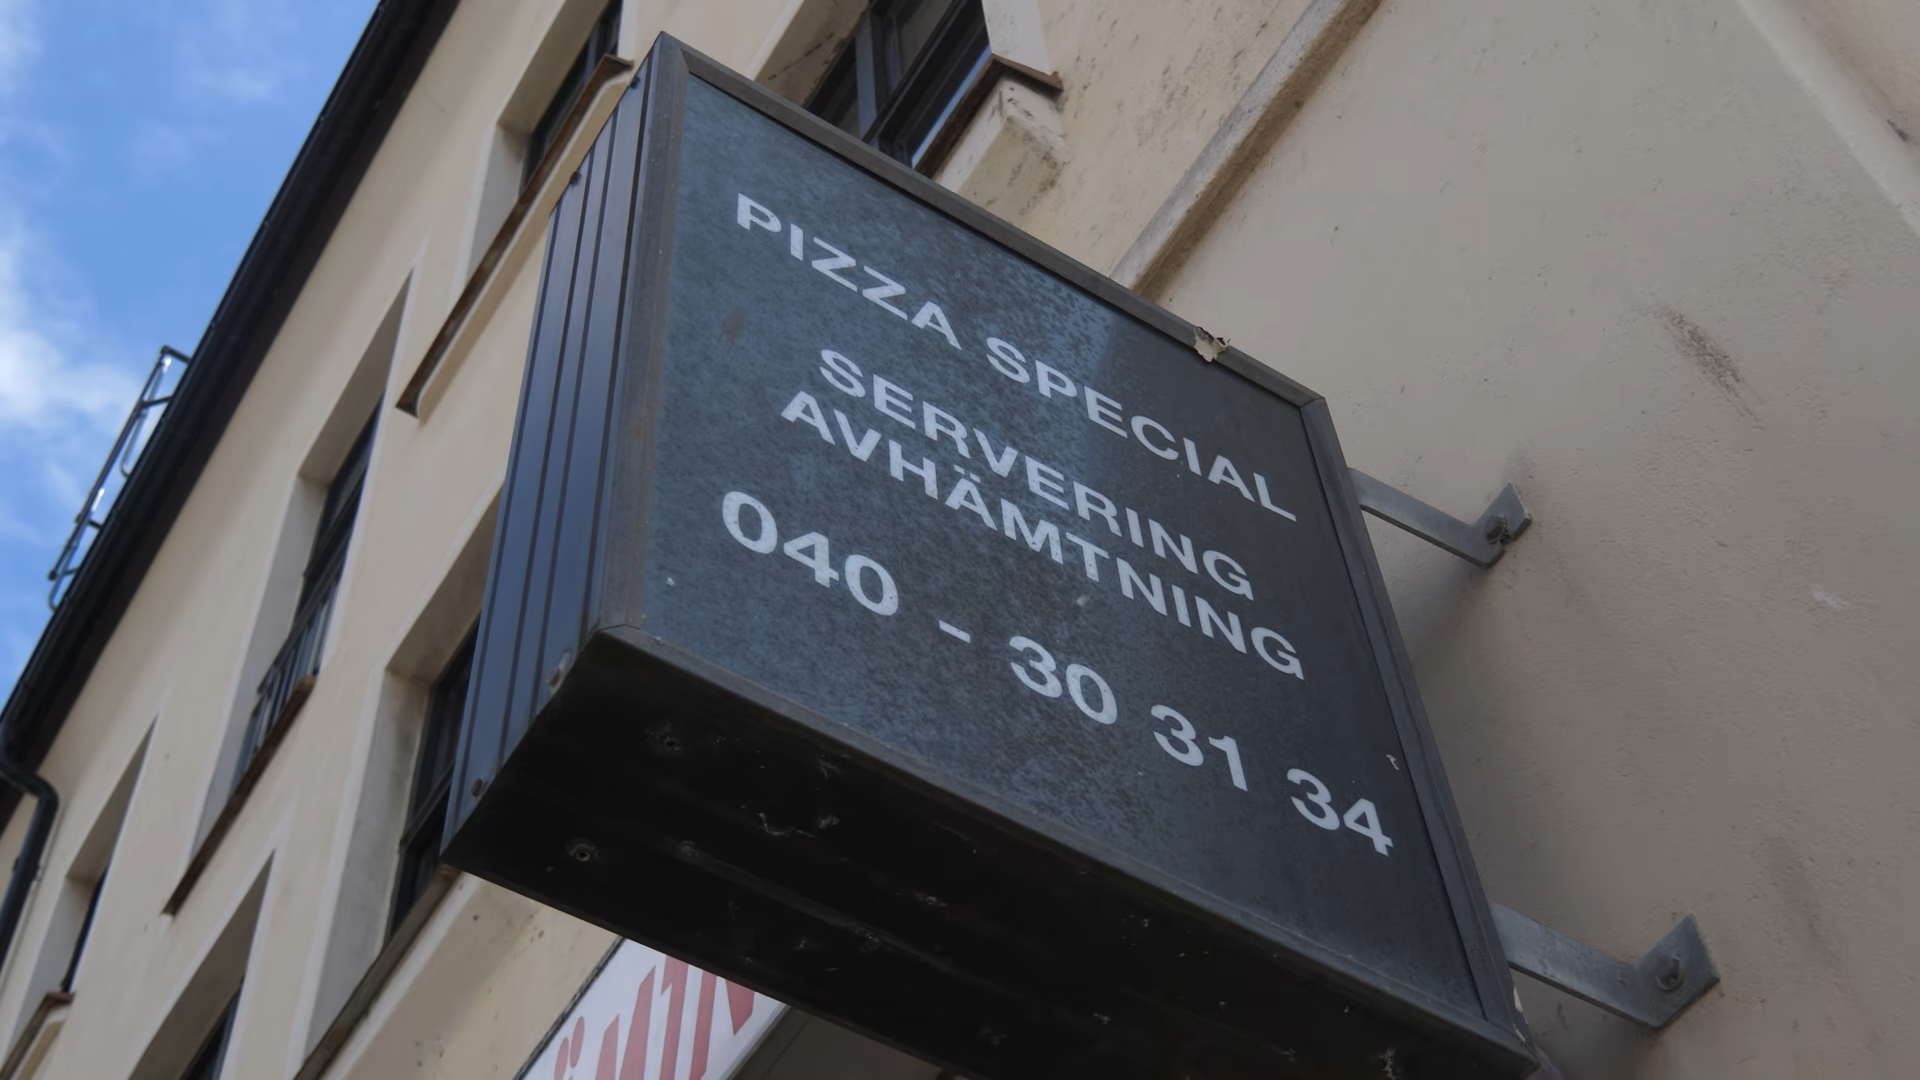 PIZZA SPECIAL
SERVERING
AVHÄMTNING
040 - 30 31 34